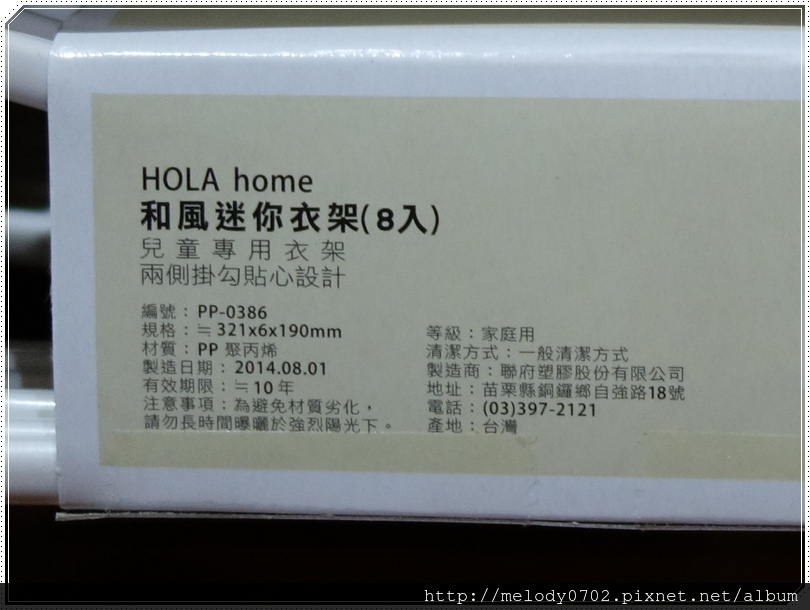 HOLA home
和風迷你衣架(8入)
兒童專用衣架
兩側掛勾貼心設計
編號：PP-0386
規格：≒321x6x190mm
材質：PP 聚丙烯
製造日期：2014.08.01
有效期限：≒10年
注意事項：為避免材質劣化，
請勿長時間曝曬於強烈陽光下。
等級：家庭用
清潔方式：一般清潔方式
製造商：聯府塑膠股份有限公司
地址：苗栗縣銅鑼鄉自強路18號
電話：(03)397-2121
產地：台灣
http://melody0702.pixnet.net/album